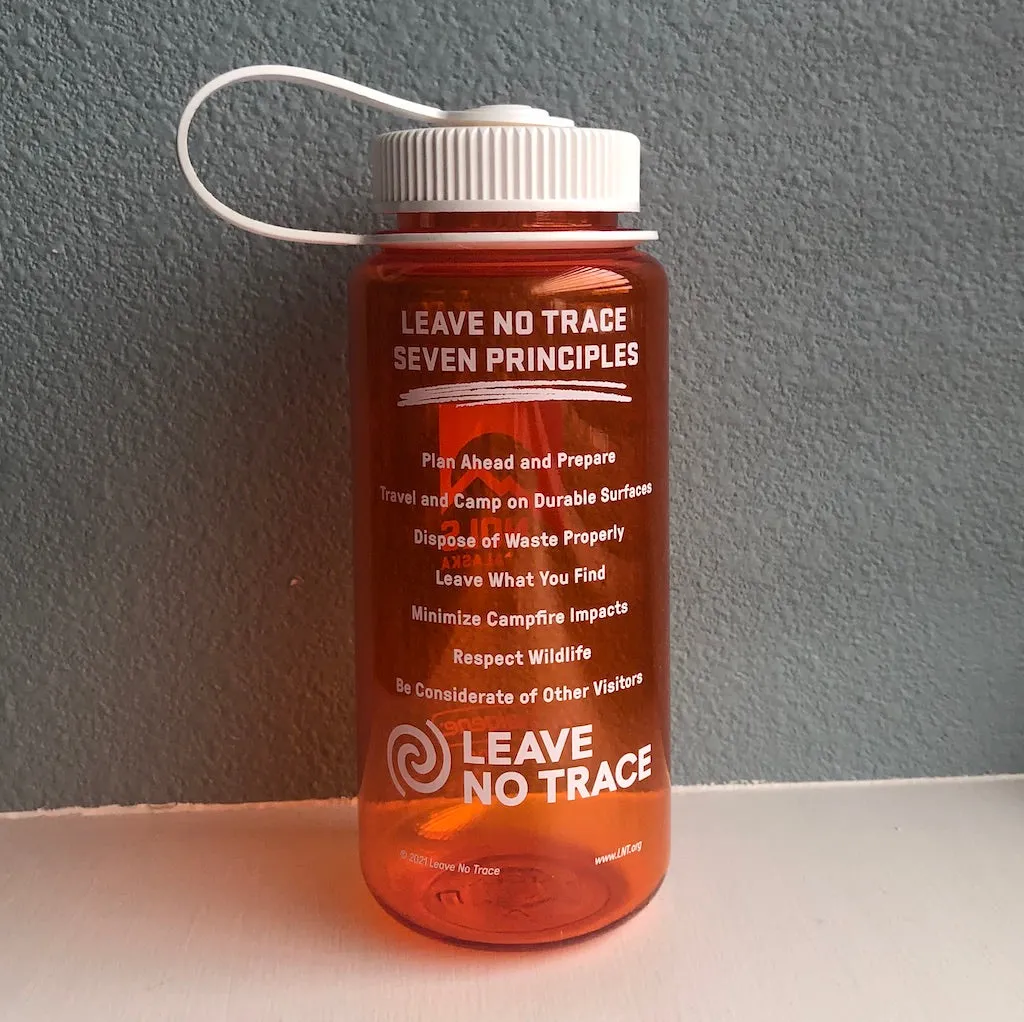 LEAVE NO TRACE
SEVEN PRINCIPLES
Plan Ahead and Prepare
Travel and Camp on Durable Surfaces
Dispose of Waste Properly
Leave What You Find
Minimize Campfire Impacts
Respect Wildlife
Be Considerate of Other Visitors
LEAVE
NO TRACE
© 2021 Leave No Trace
www.LNT.org